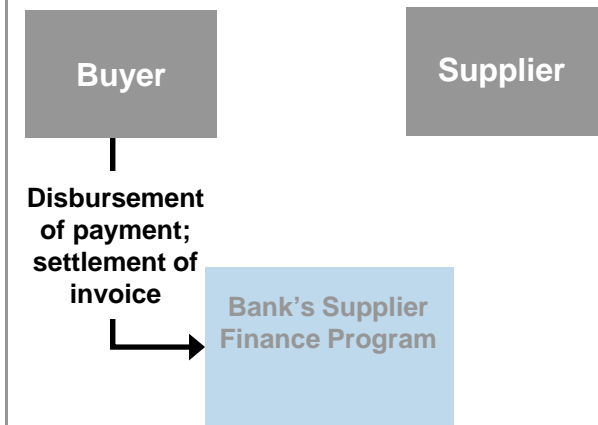 Buyer
Supplier
Disbursement
of payment;
settlement of
invoice
Bank’s Supplier
Finance Program